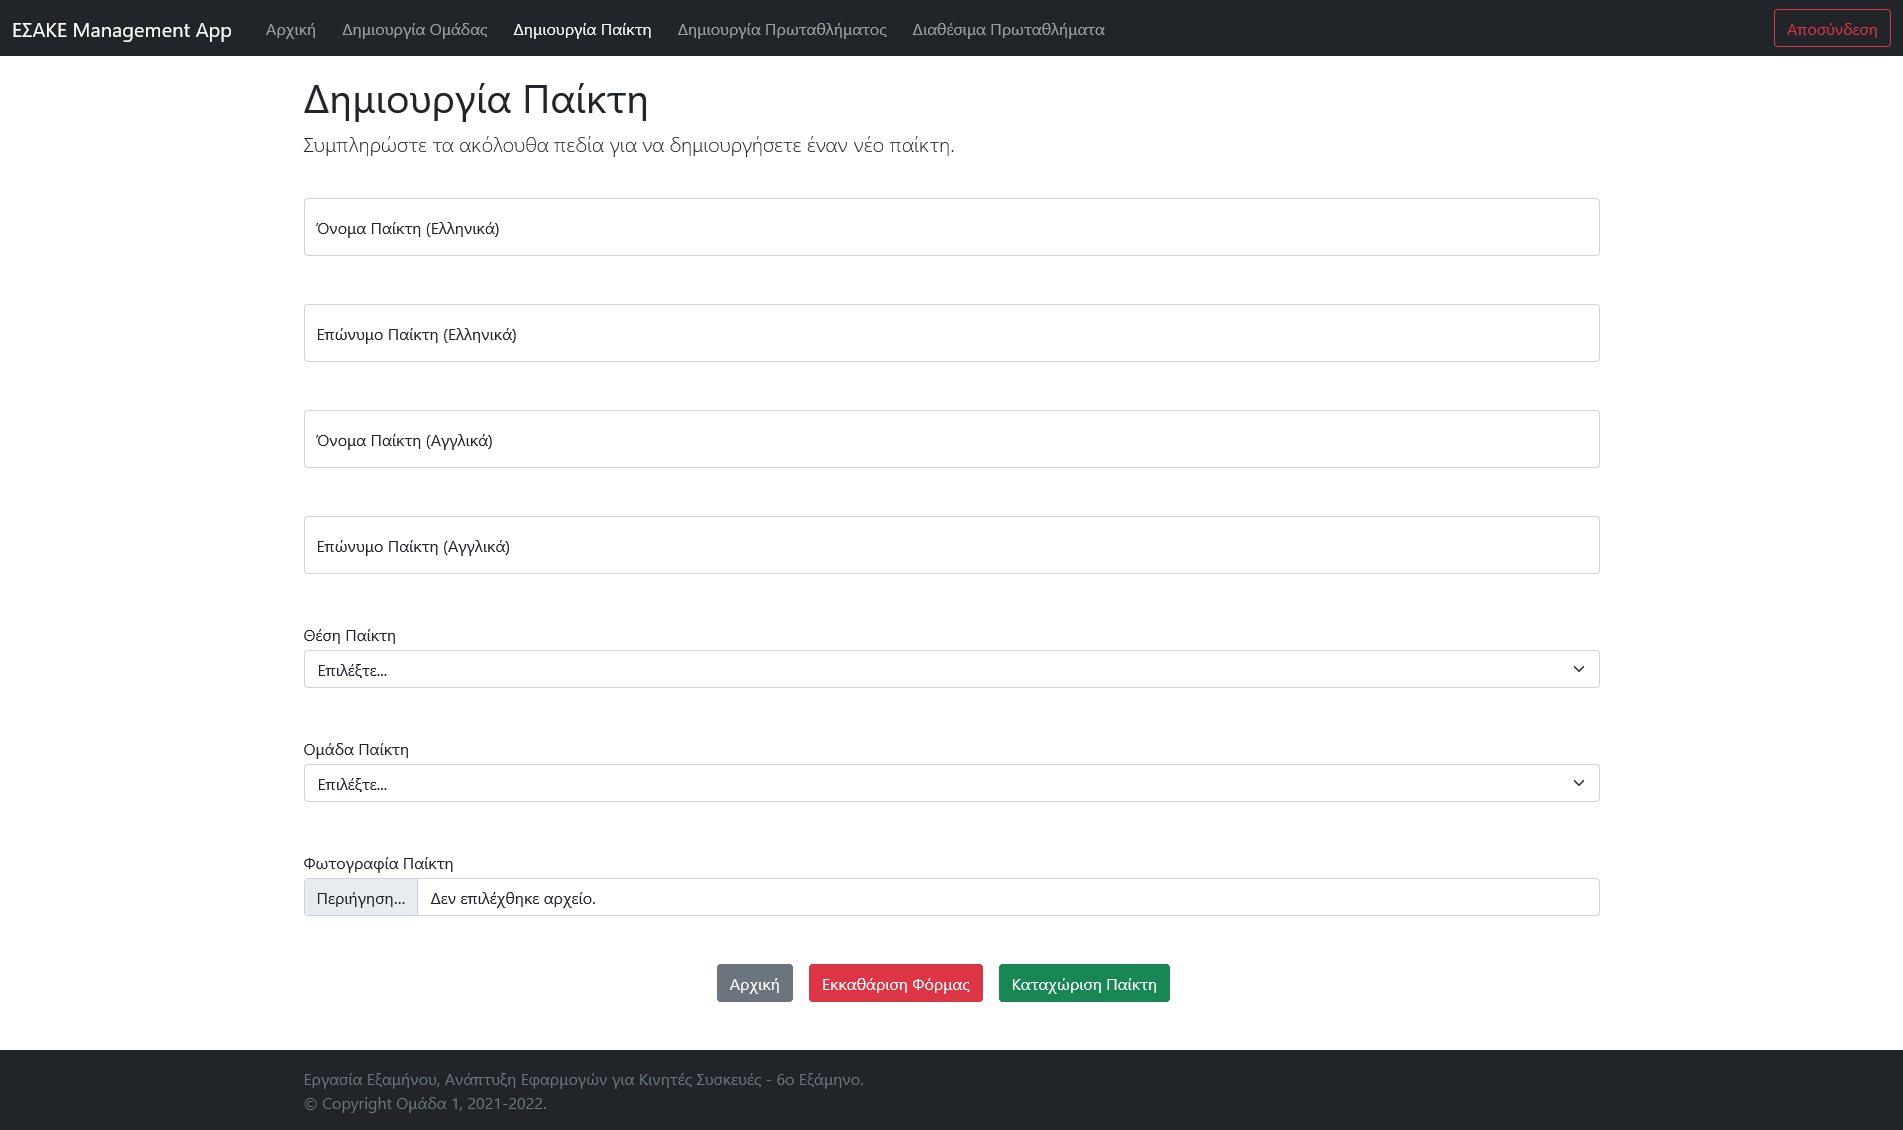 ΕΣΑΚΕ Management App Αρχική Δημιουργία Ομάδας Δημιουργία Παίκτη Δημιουργία Πρωταθλήματος Διαθέσιμα Πρωταθλήματα Αποσύνδεση
Δημιουργία Παίκτη
Συμπληρώστε τα ακόλουθα πεδία για να δημιουργήσετε έναν νέο παίκτη.
Όνομα Παίκτη (Ελληνικά)
Επώνυμο Παίκτη (Ελληνικά)
Όνομα Παίκτη (Αγγλικά)
Επώνυμο Παίκτη (Αγγλικά)
Θέση Παίκτη
Επιλέξτε...
Ομάδα Παίκτη
Επιλέξτε...
Φωτογραφία Παίκτη
Περιήγηση... Δεν επιλέχθηκε αρχείο.
Αρχική Εκκαθάριση Φόρμας Καταχώριση Παίκτη
Εργασία Εξαμήνου, Ανάπτυξη Εφαρμογών για Κινητές Συσκευές - 6ο Εξάμηνο.
© Copyright Ομάδα 1, 2021-2022.